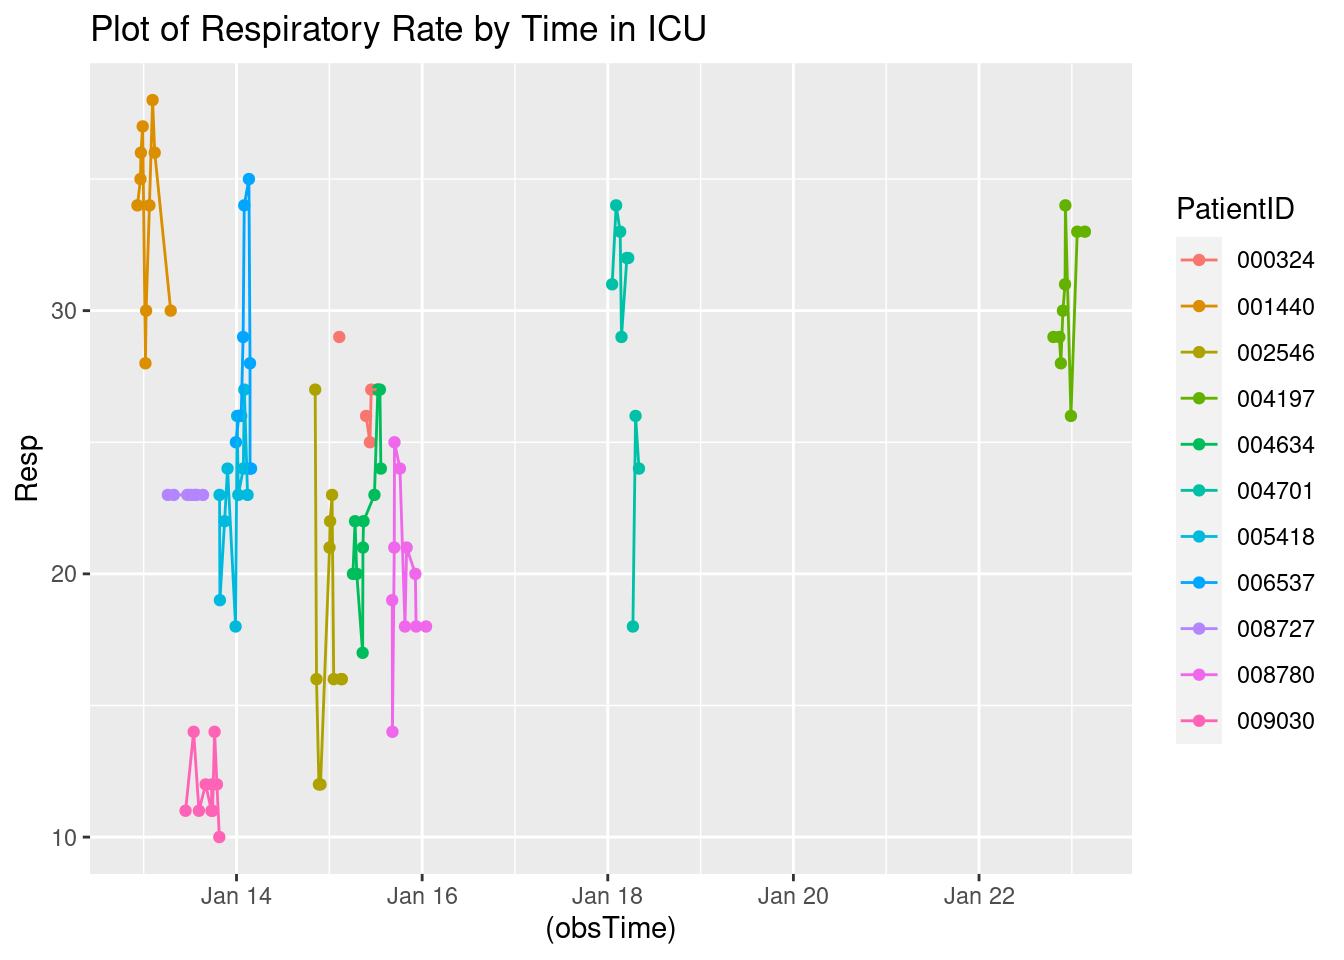 Plot of Respiratory Rate by Time in ICU
Resp
30
20
10
Jan 14 Jan 16 Jan 18 Jan 20 Jan 22
(obsTime)
PatientID
000324
001440
002546
004197
004634
004701
005418
006537
008727
008780
009030